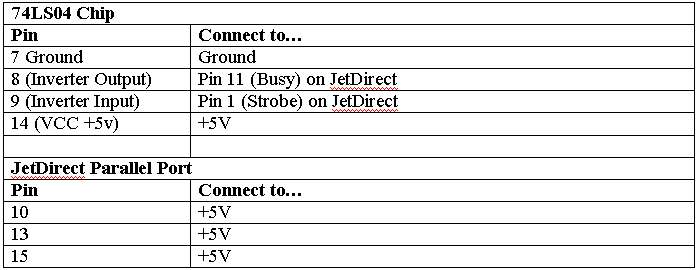 74LS04 Chip
Pin Connect to…
7 Ground Ground
8 (Inverter Output) Pin 11 (Busy) on JetDirect
9 (Inverter Input) Pin 1 (Strobe) on JetDirect
14 (VCC +5v) +5V
JetDirect Parallel Port
Pin Connect to…
10 +5V
13 +5V
15 +5V